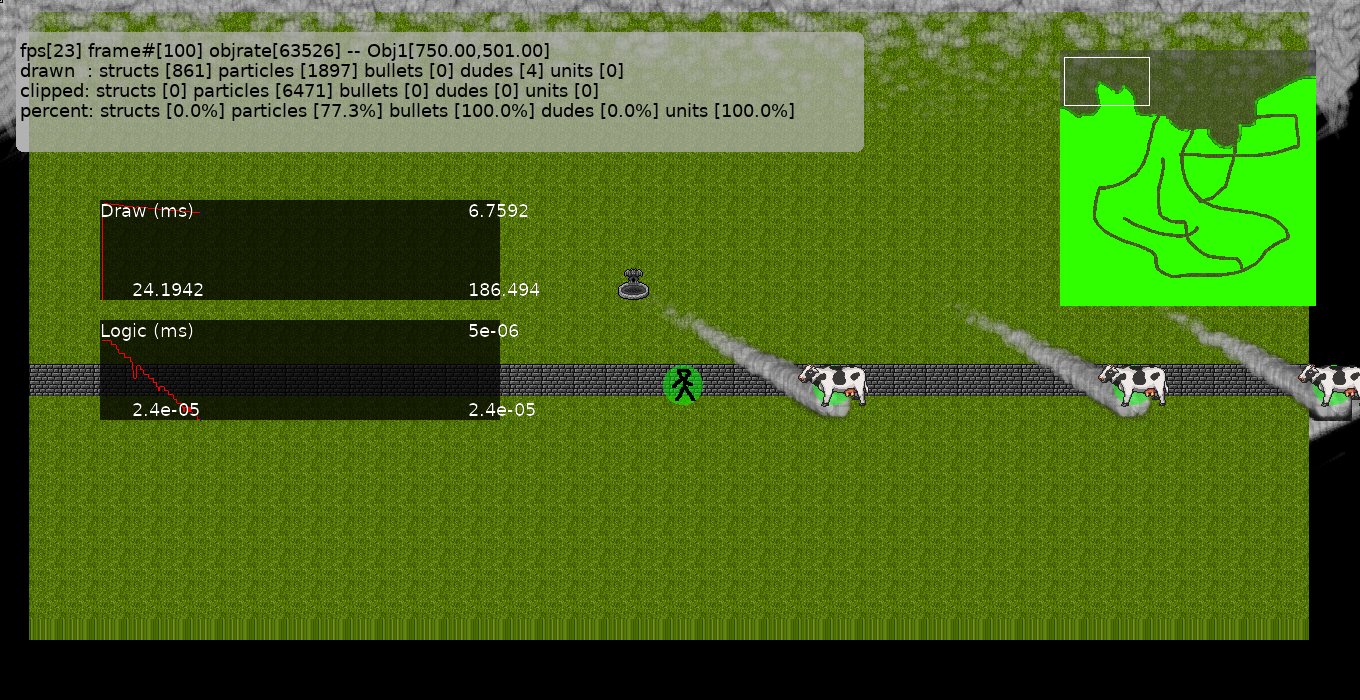 fps[23] frame#[100] objrate[63526] -- Obj1[750.00,501.00]
drawn  : structs [861] particles [1897] bullets [0] dudes [4] units [0]
clipped: structs [0] particles [6471] bullets [0] dudes [0] units [0]
percent: structs [0.0%] particles [77.3%] bullets [100.0%] dudes [0.0%] units [100.0%]
Draw (ms) 6.7592
24.1942 186.494
Logic (ms) 5e-06
2.4e-05 2.4e-05